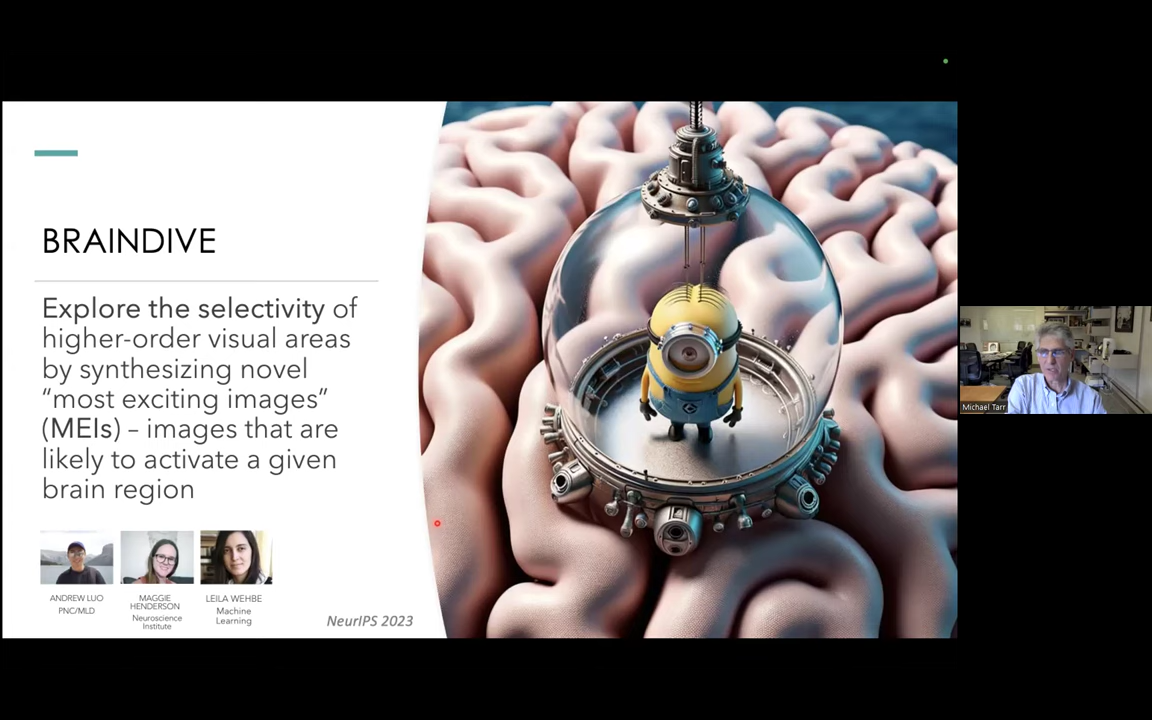 BRAINDIVE
Explore the selectivity of
higher-order visual areas
by synthesizing novel
“most exciting images”
(MEIs) – images that are
likely to activate a given
brain region
ANDREW LUO
PNC/MLD
MAGGIE
HENDERSON
Neuroscience
Institute
LEILA WEHBE
Machine
Learning
NeurIPS 2023
Michael Tarr